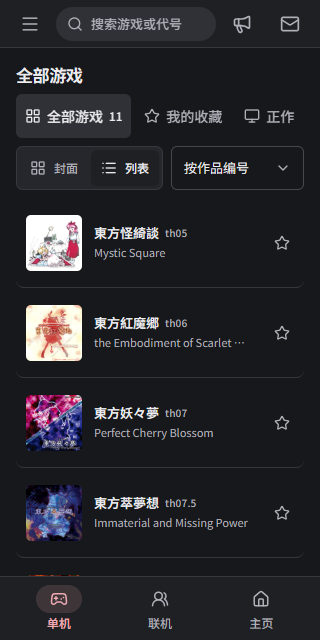 搜索游戏或代号
全部游戏
全部游戏 11
我的收藏
正作
封面
列表
按作品编号
東方怪綺談 th05
Mystic Square
東方紅魔郷 th06
the Embodiment of Scarlet ⋯
東方妖々夢 th07
Perfect Cherry Blossom
東方萃夢想 th07.5
Immaterial and Missing Power
单机
联机
主页